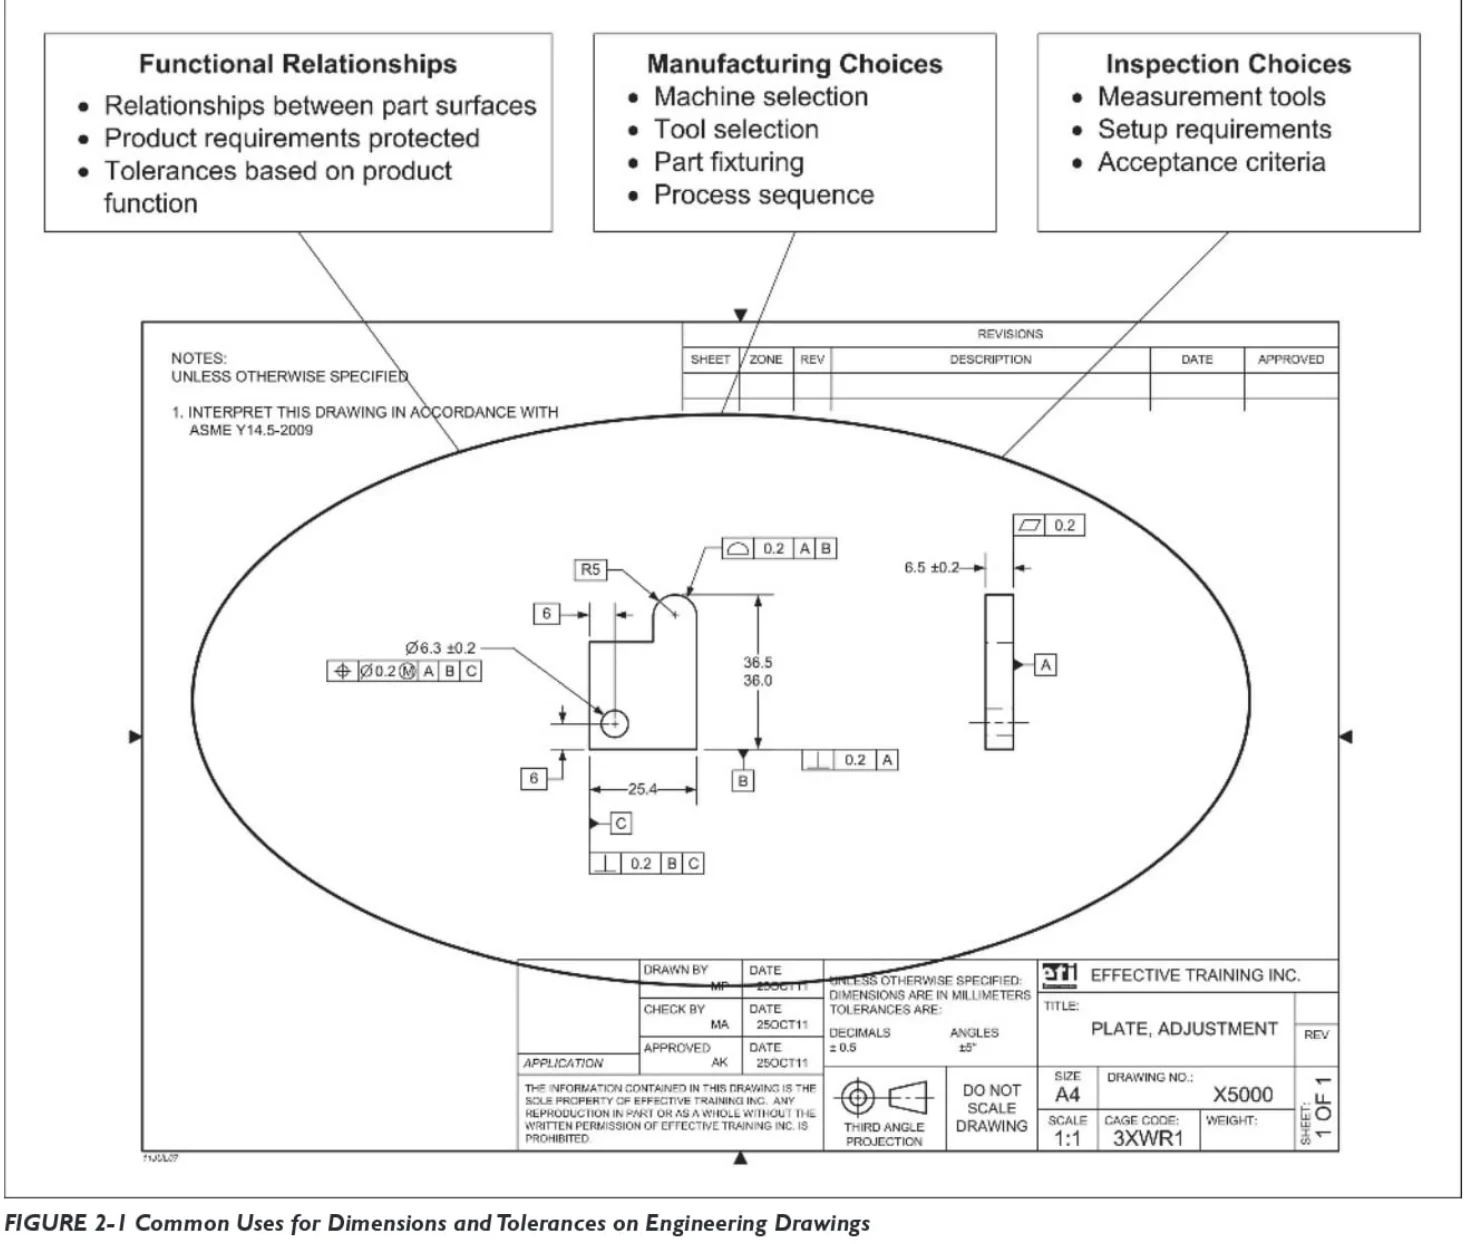 Functional Relationships
• Relationships between part surfaces
• Product requirements protected
• Tolerances based on product
function
Manufacturing Choices
• Machine selection
• Tool selection
• Part fixturing
• Process sequence
Inspection Choices
• Measurement tools
• Setup requirements
• Acceptance criteria
NOTES:
UNLESS OTHERWISE SPECIFIED
1. INTERPRET THIS DRAWING IN ACCORDANCE WITH
ASME Y14.5-2009
REVISIONS
SHEET ZONE REV DESCRIPTION DATE APPROVED
⏥ 0.2
6.5 ±0.2
A
⌓ 0.2 A B
R5
6
Ø6.3 ±0.2
⌖ Ø0.2 Ⓜ A B C
36.5
36.0
⟂ 0.2 A
B
6
25.4
C
⟂ 0.2 B C
DRAWN BY
MP
DATE
25OCT11
CHECK BY
MA
DATE
25OCT11
APPROVED
AK
DATE
25OCT11
APPLICATION
THE INFORMATION CONTAINED IN THIS DRAWING IS THE
SOLE PROPERTY OF EFFECTIVE TRAINING INC. ANY
REPRODUCTION IN PART OR AS A WHOLE WITHOUT THE
WRITTEN PERMISSION OF EFFECTIVE TRAINING INC. IS
PROHIBITED.
UNLESS OTHERWISE SPECIFIED:
DIMENSIONS ARE IN MILLIMETERS
TOLERANCES ARE:
DECIMALS ANGLES
± 0.5 ±5°
THIRD ANGLE
PROJECTION
DO NOT
SCALE
DRAWING
eti EFFECTIVE TRAINING INC.
TITLE:
PLATE, ADJUSTMENT
REV
SIZE
A4
DRAWING NO.:
X5000
SCALE
1:1
CAGE CODE:
3XWR1
WEIGHT:
SHEET:
1 OF 1
11JUL07
FIGURE 2-1 Common Uses for Dimensions and Tolerances on Engineering Drawings